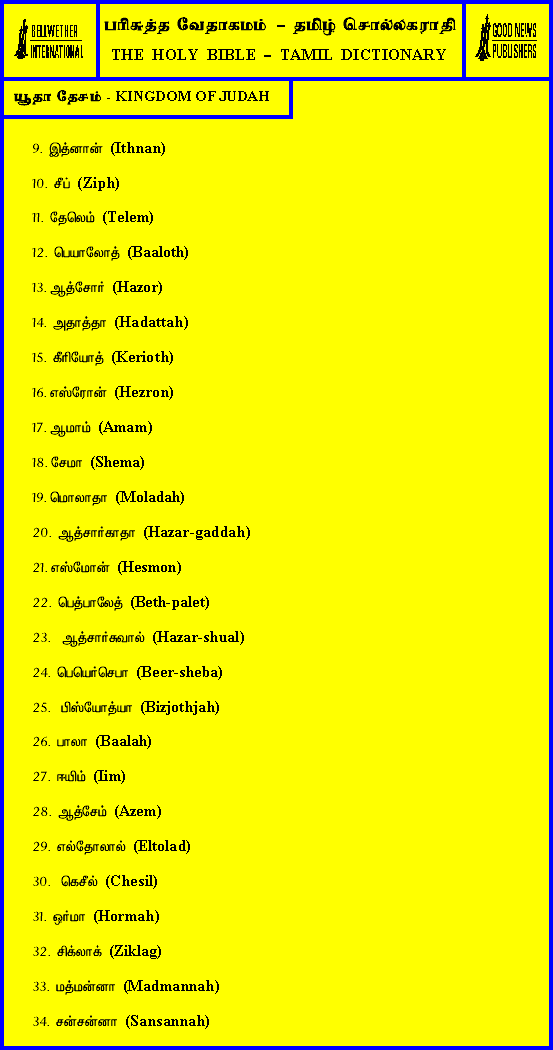 BELLWETHER
INTERNATIONAL
பரிசுத்த வேதாகமம் – தமிழ் சொல்லகராதி
THE HOLY BIBLE – TAMIL DICTIONARY
GOOD NEWS
PUBLISHERS
யூதா தேசம் - KINGDOM OF JUDAH
9. இத்னான் (Ithnan)
10. சீப் (Ziph)
11. தேலெம் (Telem)
12. பெயாலோத் (Baaloth)
13. ஆத்சோர் (Hazor)
14. அதாத்தா (Hadattah)
15. கீரியோத் (Kerioth)
16. எஸ்ரோன் (Hezron)
17. ஆமாம் (Amam)
18. சேமா (Shema)
19. மொலாதா (Moladah)
20. ஆத்சார்காதா (Hazar-gaddah)
21. எஸ்மோன் (Hesmon)
22. பெத்பாலேத் (Beth-palet)
23. ஆத்சார்சுவால் (Hazar-shual)
24. பெயெர்செபா (Beer-sheba)
25. பிஸ்யோத்யா (Bizjothjah)
26. பாலா (Baalah)
27. ஈயிம் (Iim)
28. ஆத்சேம் (Azem)
29. எல்தோலால் (Eltolad)
30. கெசீல் (Chesil)
31. ஒர்மா (Hormah)
32. சிக்லாக் (Ziklag)
33. மத்மன்னா (Madmannah)
34. சன்சன்னா (Sansannah)